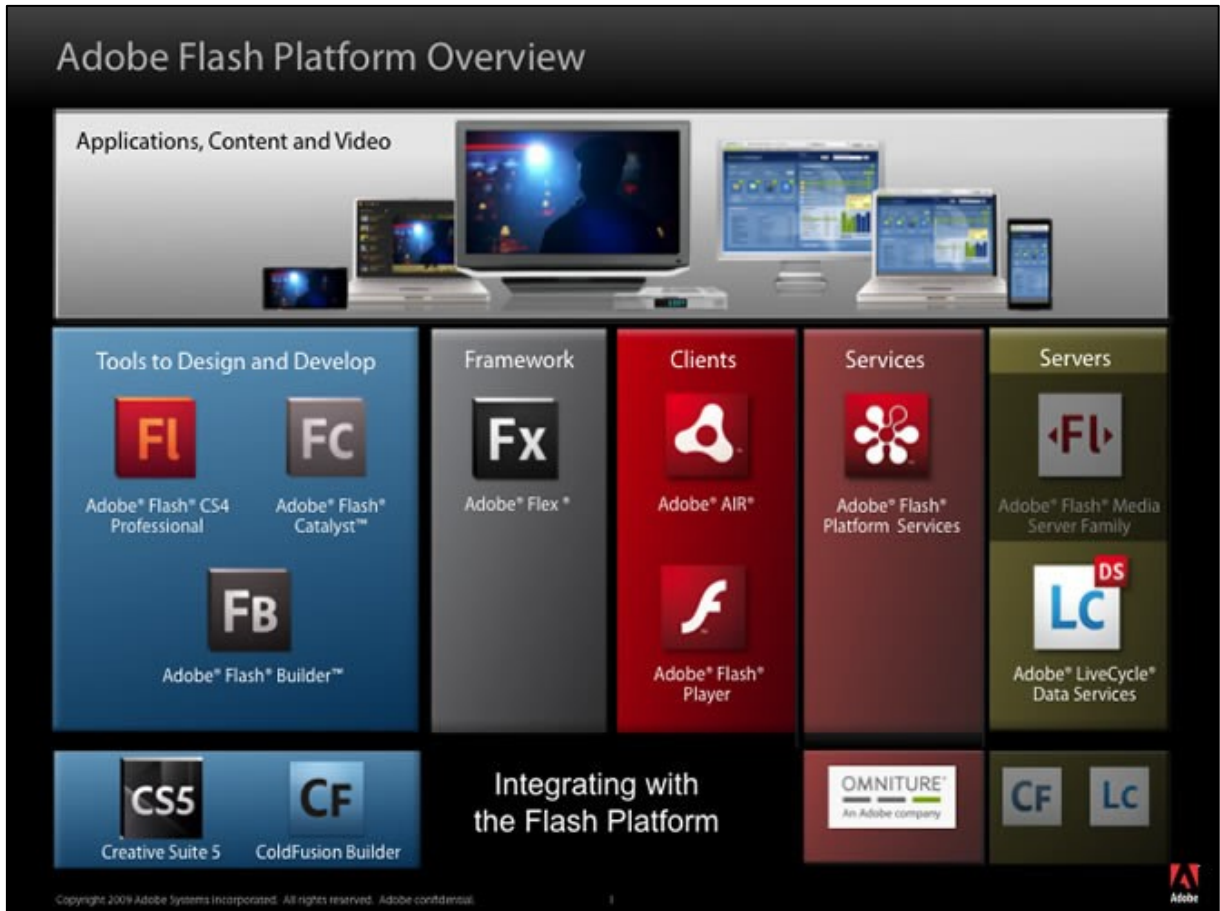 Adobe Flash Platform Overview
Applications, Content and Video
Tools to Design and Develop
Fl
Adobe® Flash® CS4
Professional
Fc
Adobe® Flash®
Catalyst™
FB
Adobe® Flash® Builder™
Framework
Fx
Adobe® Flex®
Clients
Adobe® AIR®
Adobe® Flash®
Player
Services
Adobe® Flash®
Platform Services
Servers
Fl
Adobe® Flash® Media
Server Family
DS
LC
Adobe® LiveCycle®
Data Services
CS5
Creative Suite 5
CF
ColdFusion Builder
Integrating with
the Flash Platform
OMNITURE®
An Adobe company
CF
LC
Copyright 2009 Adobe Systems Incorporated. All rights reserved. Adobe confidential.
1
Adobe